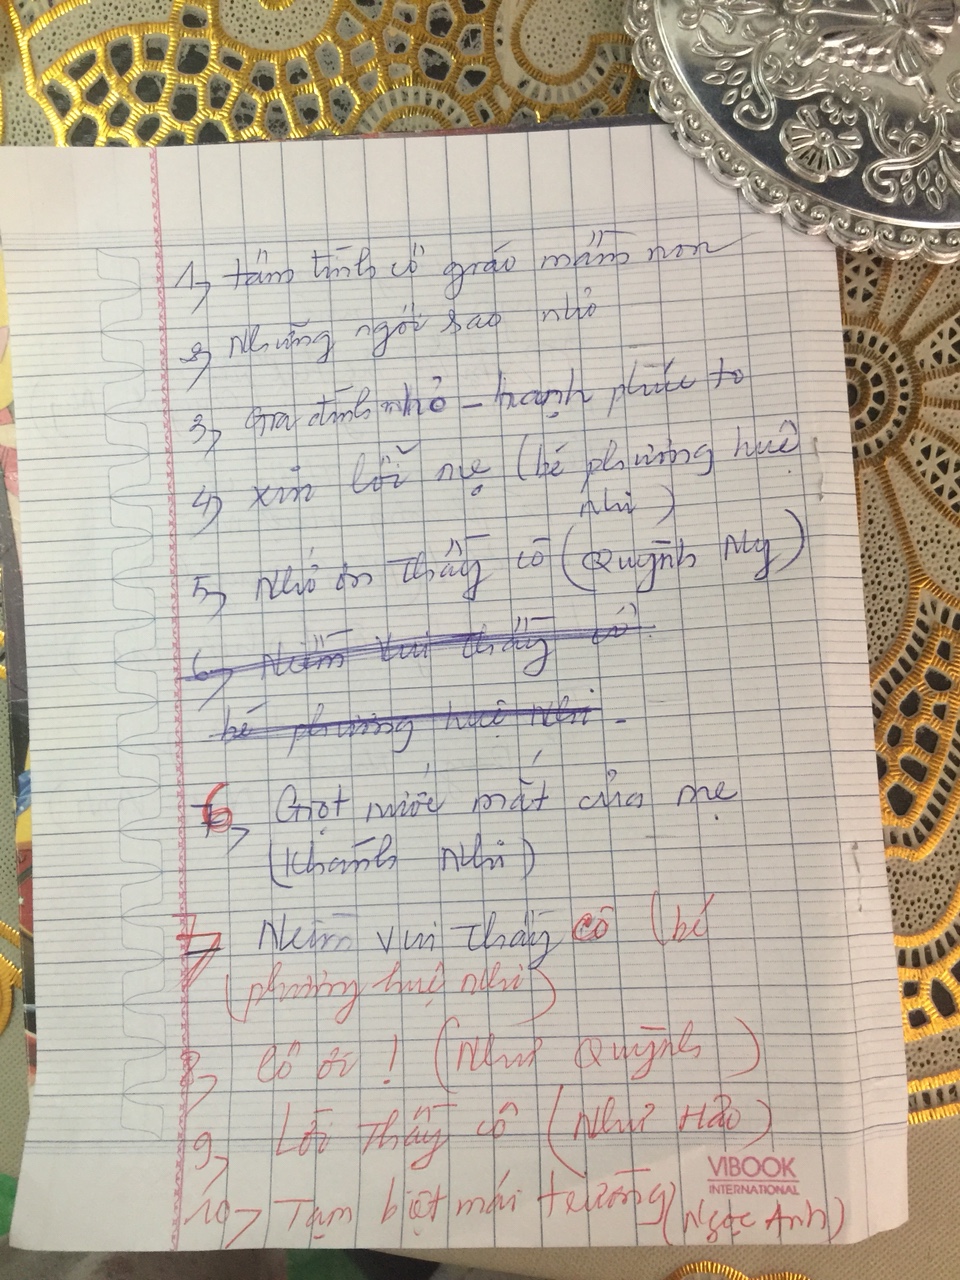 1, tâm tình cô giáo mầm non
2, Những ngôi sao nhỏ
3, Gia đình nhỏ - hạnh phúc to
4, xin lỗi mẹ (bé phương huệ
nhi)
5, Nhớ ơn thầy cô (Quỳnh My)
6, Niềm vui thầy cô.
bé phương huệ Nhi -
6, Giọt nước mắt của mẹ
(Khánh Nhi)
7, Niềm vui thầy cô (bé
(phương huệ nhi)
8, Cô ơi ! (Như Quỳnh)
9, Lời Thầy cô (Như Hảo)
VIBOOK
INTERNATIONAL
10, Tạm biệt mái trường (Ngọc Anh)